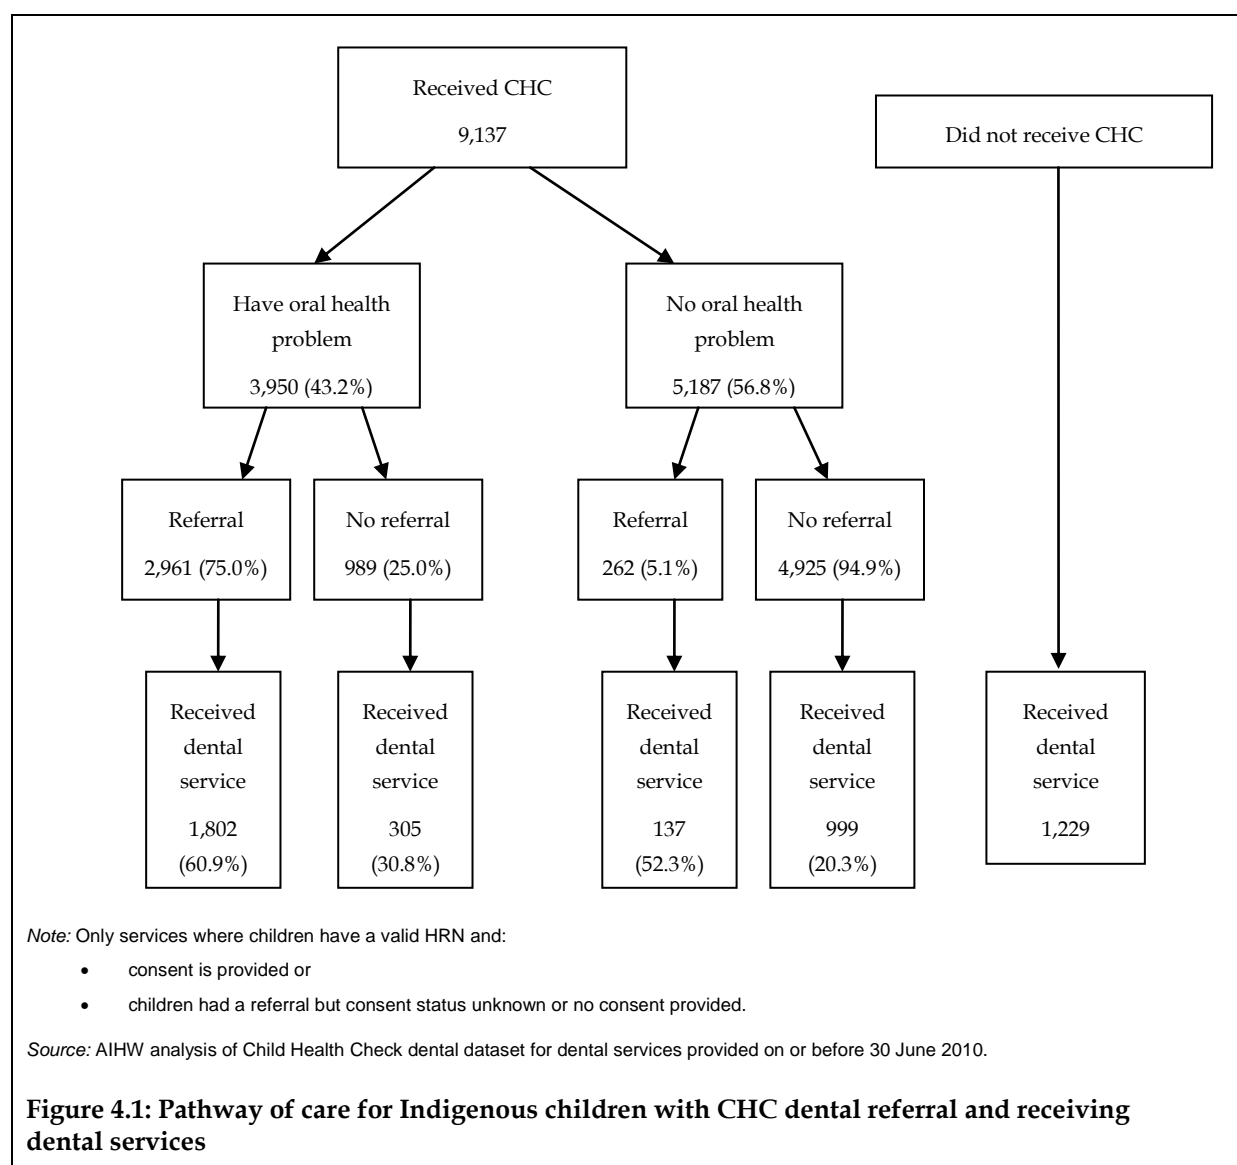 Received CHC
9,137
Did not receive CHC
Have oral health
problem
3,950 (43.2%)
No oral health
problem
5,187 (56.8%)
Referral
2,961 (75.0%)
No referral
989 (25.0%)
Referral
262 (5.1%)
No referral
4,925 (94.9%)
Received
dental
service
1,802
(60.9%)
Received
dental
service
305
(30.8%)
Received
dental
service
137
(52.3%)
Received
dental
service
999
(20.3%)
Received
dental
service
1,229
Note: Only services where children have a valid HRN and:
• consent is provided or
• children had a referral but consent status unknown or no consent provided.
Source: AIHW analysis of Child Health Check dental dataset for dental services provided on or before 30 June 2010.
Figure 4.1: Pathway of care for Indigenous children with CHC dental referral and receiving
dental services